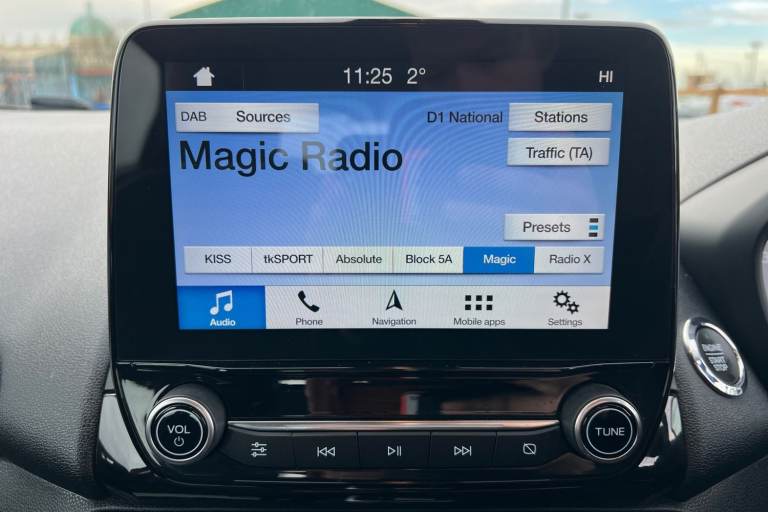 11:25 2° HI
DAB Sources D1 National Stations
Magic Radio
Traffic (TA)
Presets
KISS tkSPORT Absolute Block 5A Magic Radio X
Audio Phone Navigation Mobile apps Settings
ENGINE
START
STOP
VOL
TUNE